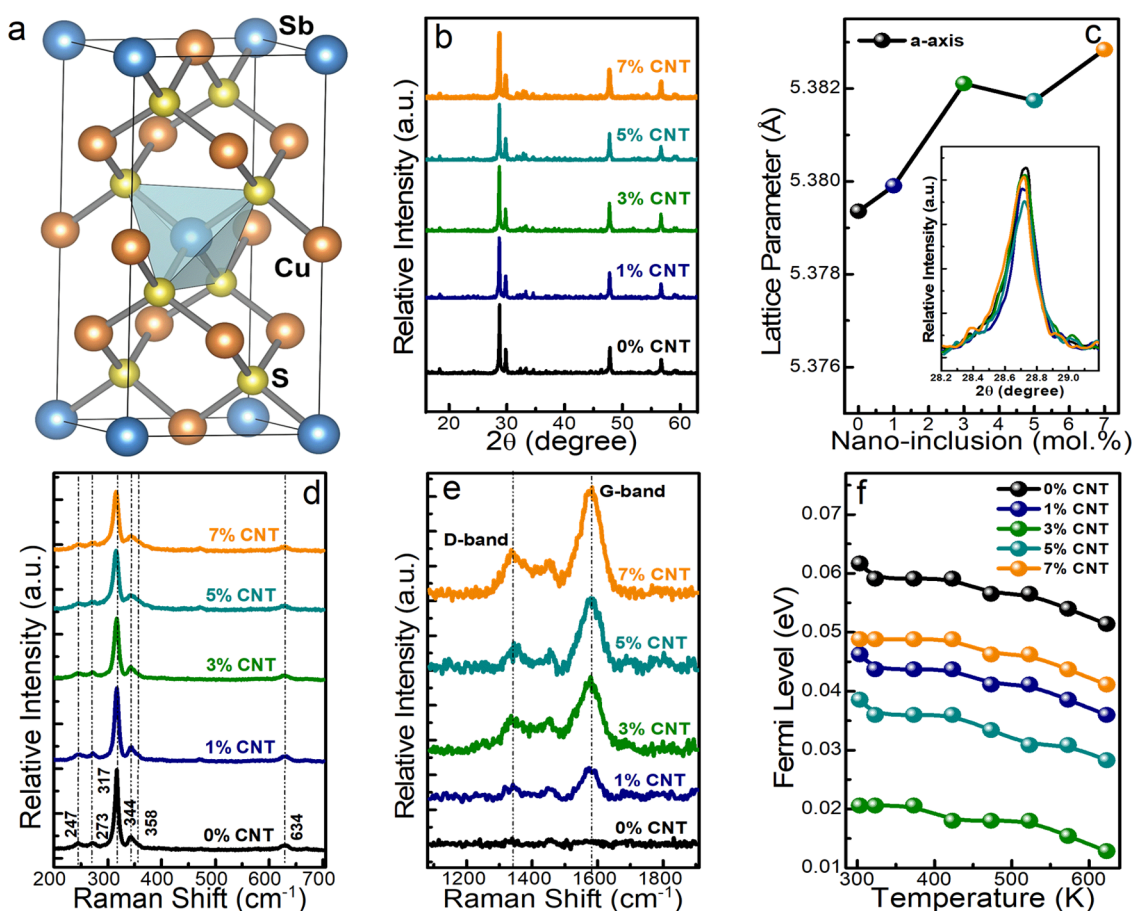 a
Sb
Cu
S
b
Relative Intensity (a.u.)
7% CNT
5% CNT
3% CNT
1% CNT
0% CNT
20 30 40 50 60
2θ (degree)
c
a-axis
Lattice Parameter (Å)
5.382
5.380
5.378
5.376
Relative Intensity (a.u.)
28.2 28.4 28.6 28.8 29.0
2θ (degree)
0 1 2 3 4 5 6 7
Nano-inclusion (mol.%)
d
Relative Intensity (a.u.)
7% CNT
5% CNT
3% CNT
1% CNT
0% CNT
247
273
317
344
358
634
200 300 400 500 600 700
Raman Shift (cm⁻¹)
e
Relative Intensity (a.u.)
G-band
D-band
7% CNT
5% CNT
3% CNT
1% CNT
0% CNT
1200 1400 1600 1800
Raman Shift (cm⁻¹)
f
0% CNT
1% CNT
3% CNT
5% CNT
7% CNT
Fermi Level (eV)
0.07
0.06
0.05
0.04
0.03
0.02
0.01
300 400 500 600
Temperature (K)